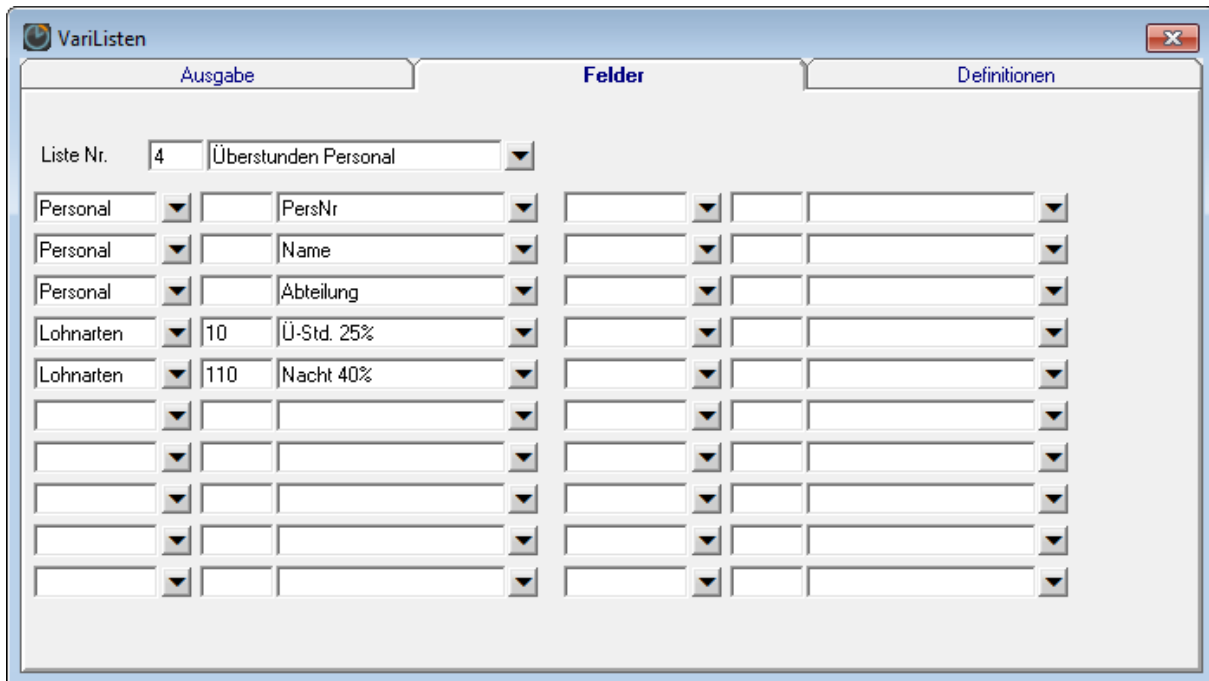 VariListen
Ausgabe Felder Definitionen
Liste Nr. 4 Überstunden Personal
Personal PersNr
Personal Name
Personal Abteilung
Lohnarten 10 Ü-Std. 25%
Lohnarten 110 Nacht 40%